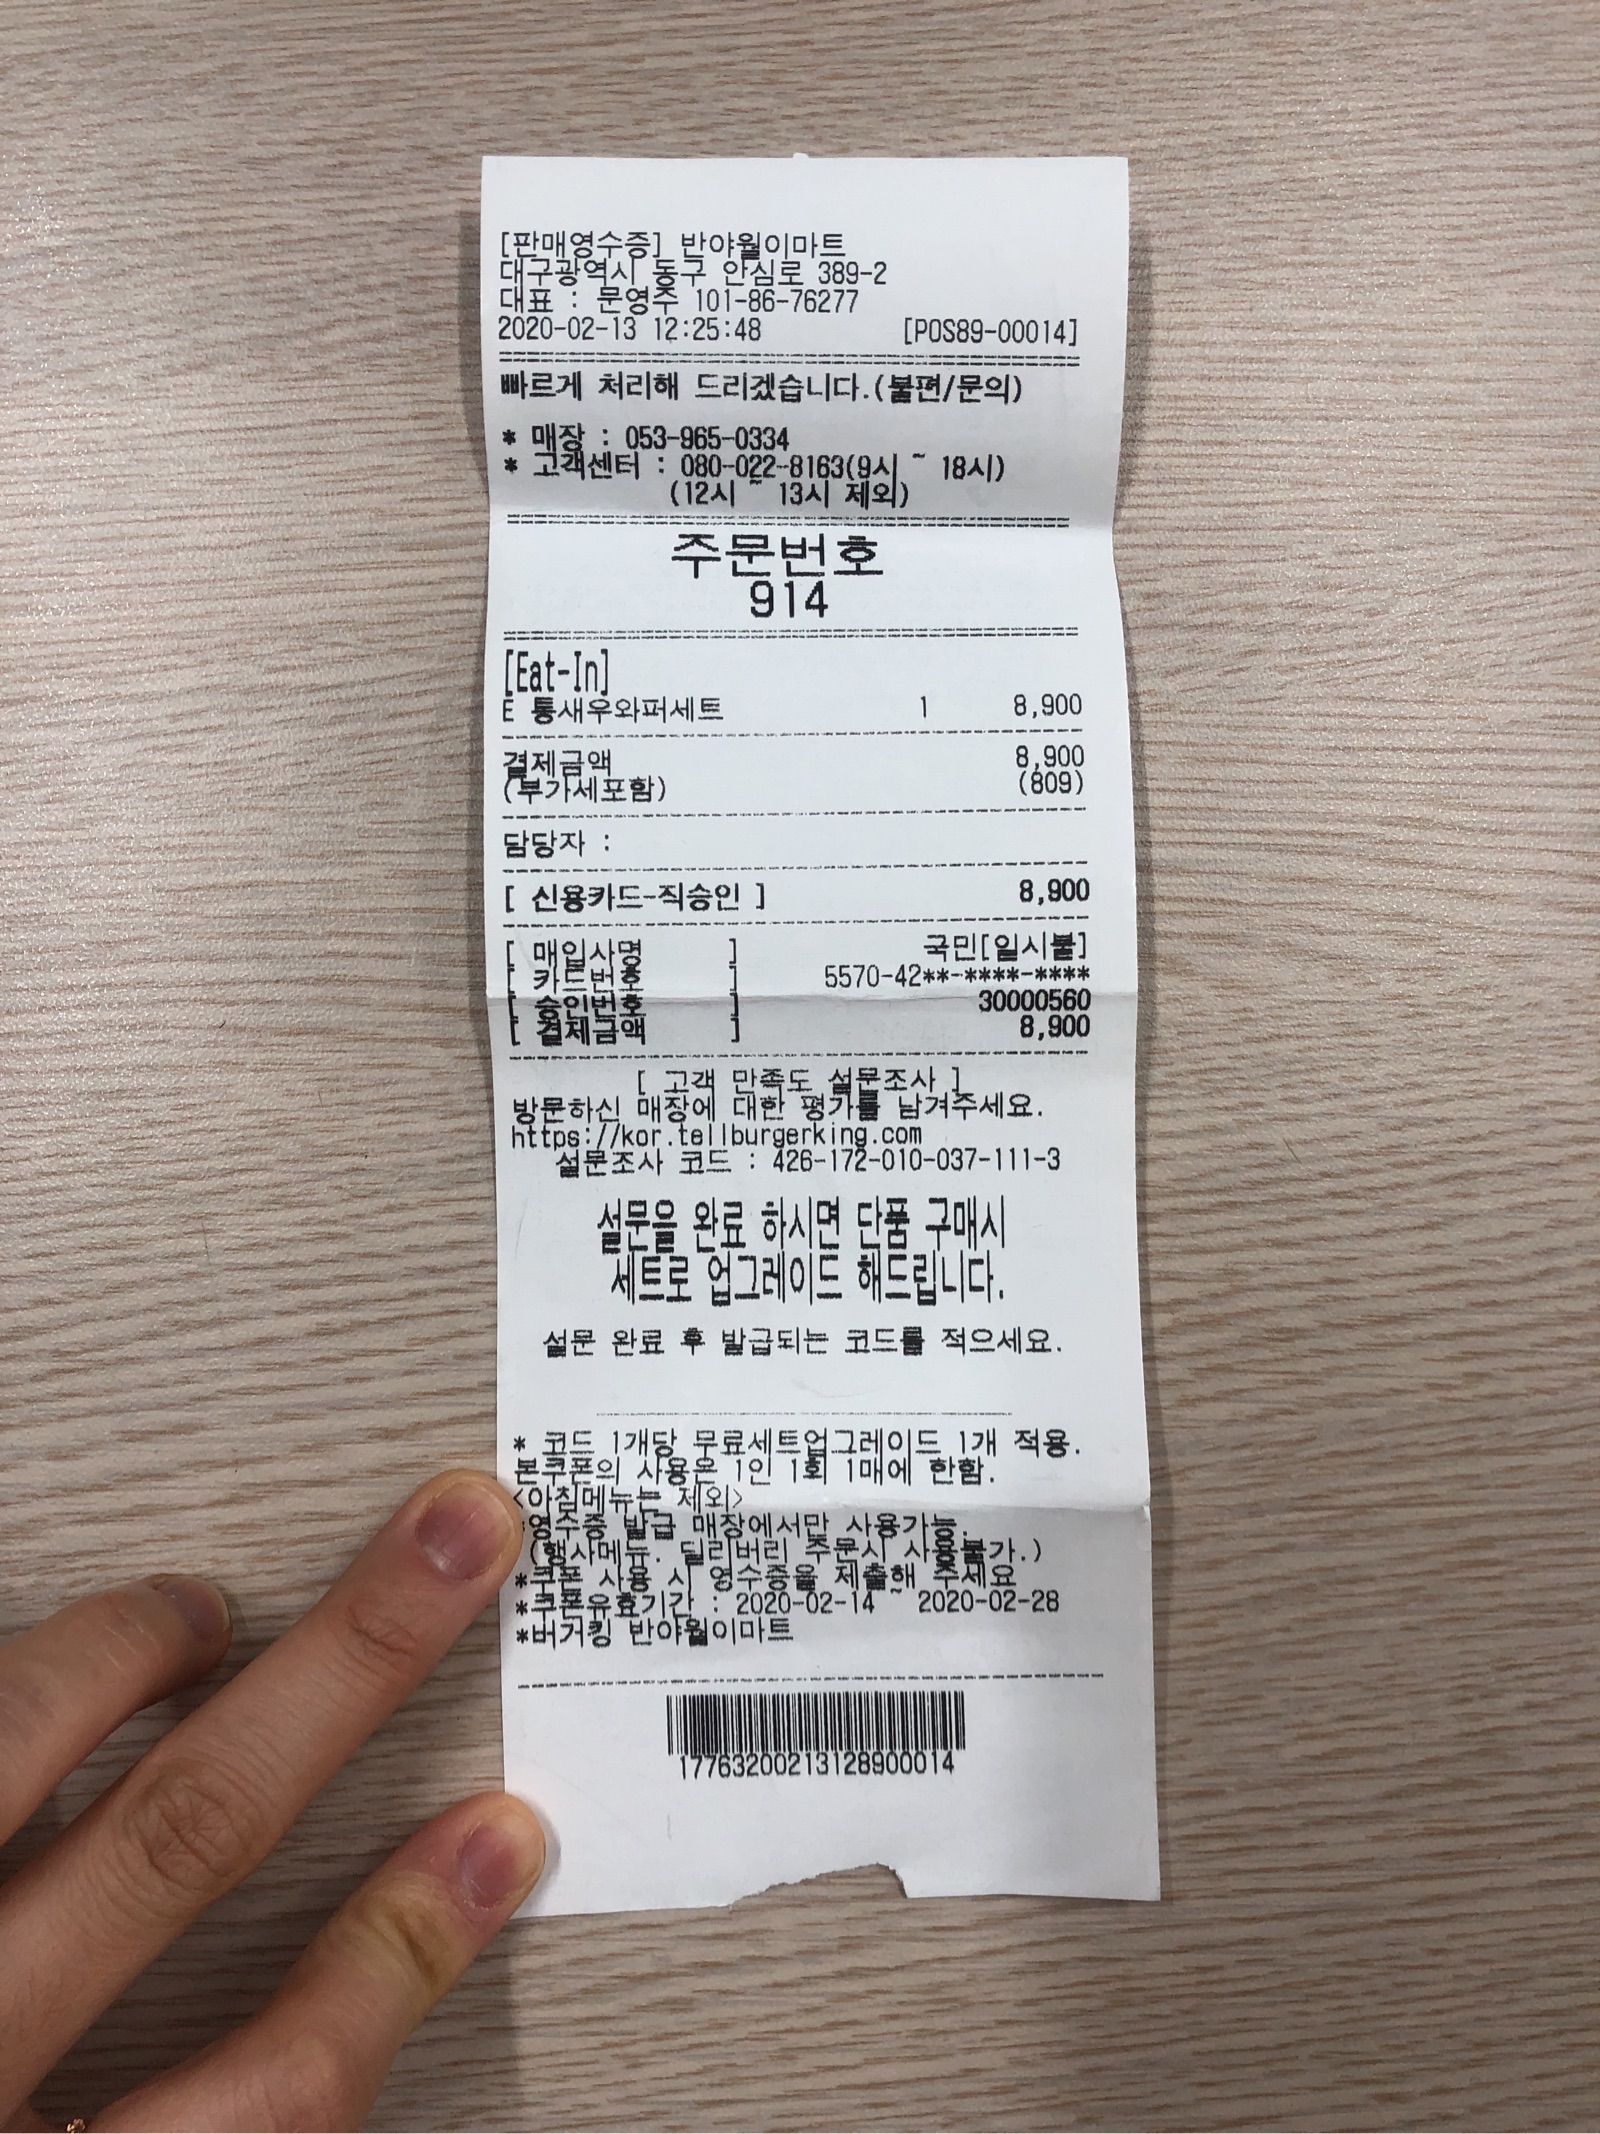 [판매영수증] 반야월이마트
대구광역시 동구 안심로 389-2
대표 : 문영주 101-86-76277
2020-02-13 12:25:48 [POS89-00014]
빠르게 처리해 드리겠습니다.(불편/문의)
* 매장 : 053-965-0334
* 고객센터 : 080-022-8163(9시 ~ 18시)
(12시 ~ 13시 제외)
주문번호
914
[Eat-In]
E 통새우와퍼세트 1 8,900
결제금액 8,900
(부가세포함) (809)
담당자 :
[ 신용카드-직승인 ] 8,900
[ 매입사명 ] 국민[일시불]
[ 카드번호 ] 5570-42**-****-****
[ 승인번호 ] 30000560
[ 결제금액 ] 8,900
[ 고객 만족도 설문조사 ]
방문하신 매장에 대한 평가를 남겨주세요.
https://kor.tellburgerking.com
설문조사 코드 : 426-172-010-037-111-3
설문을 완료 하시면 단품 구매시
세트로 업그레이드 해드립니다.
설문 완료 후 발급되는 코드를 적으세요.
* 코드 1개당 무료세트업그레이드 1개 적용.
본쿠폰의 사용은 1인 1회 1매에 한함.
<아침메뉴는 제외>
*영수증 발급 매장에서만 사용가능.
(행사메뉴. 딜리버리 주문시 사용불가.)
*쿠폰 사용 시 영수증을 제출해 주세요
*쿠폰유효기간 : 2020-02-14 ~ 2020-02-28
*버거킹 반야월이마트
1776320021312890014